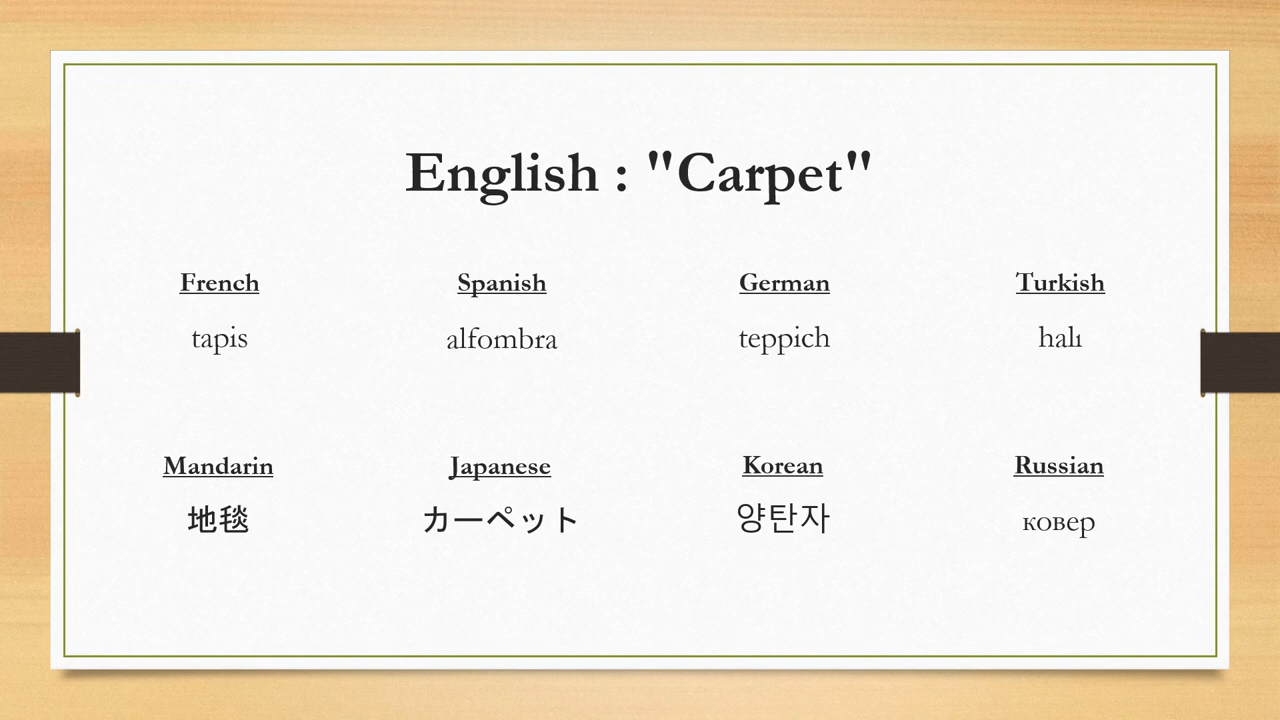 English : "Carpet"
French Spanish German Turkish
tapis alfombra teppich halı
Mandarin Japanese Korean Russian
地毯 カーペット 양탄자 ковер